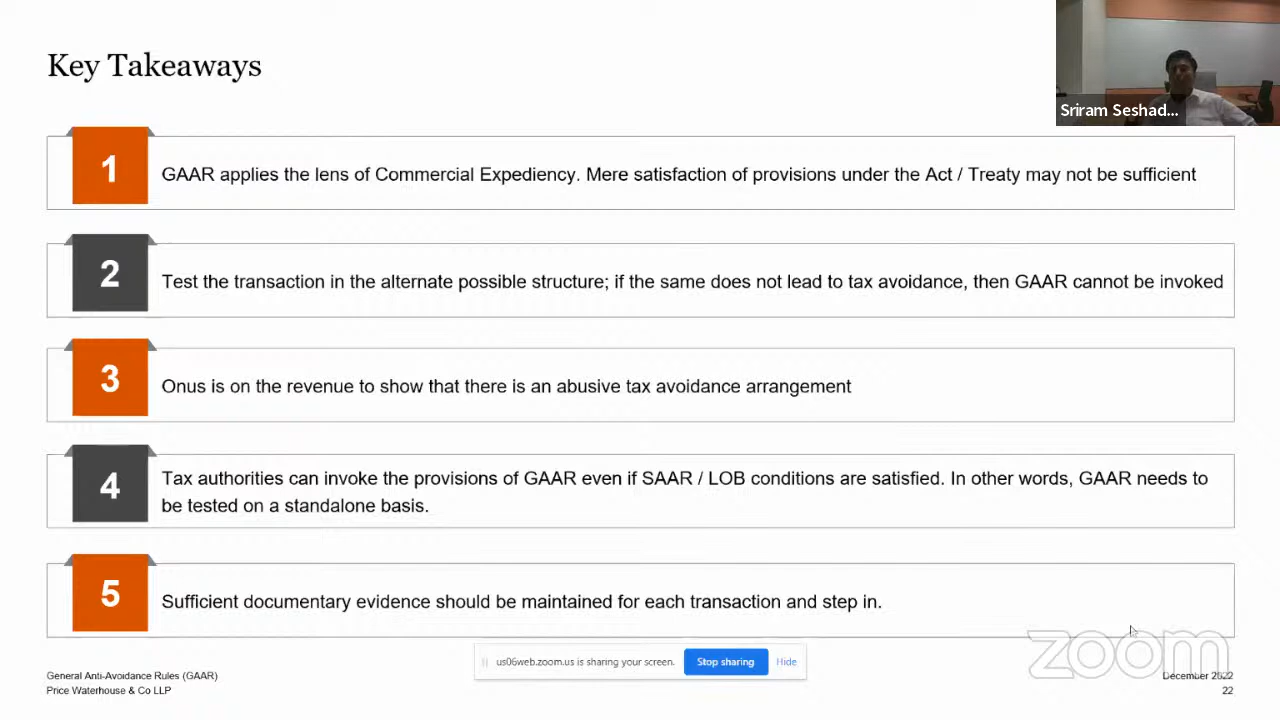 Key Takeaways
Sriram Seshad...
1
GAAR applies the lens of Commercial Expediency. Mere satisfaction of provisions under the Act / Treaty may not be sufficient
2
Test the transaction in the alternate possible structure; if the same does not lead to tax avoidance, then GAAR cannot be invoked
3
Onus is on the revenue to show that there is an abusive tax avoidance arrangement
4
Tax authorities can invoke the provisions of GAAR even if SAAR / LOB conditions are satisfied. In other words, GAAR needs to
be tested on a standalone basis.
5
Sufficient documentary evidence should be maintained for each transaction and step in.
zoom
us06web.zoom.us is sharing your screen.
Stop sharing
Hide
General Anti-Avoidance Rules (GAAR)
Price Waterhouse & Co LLP
December 2022
22